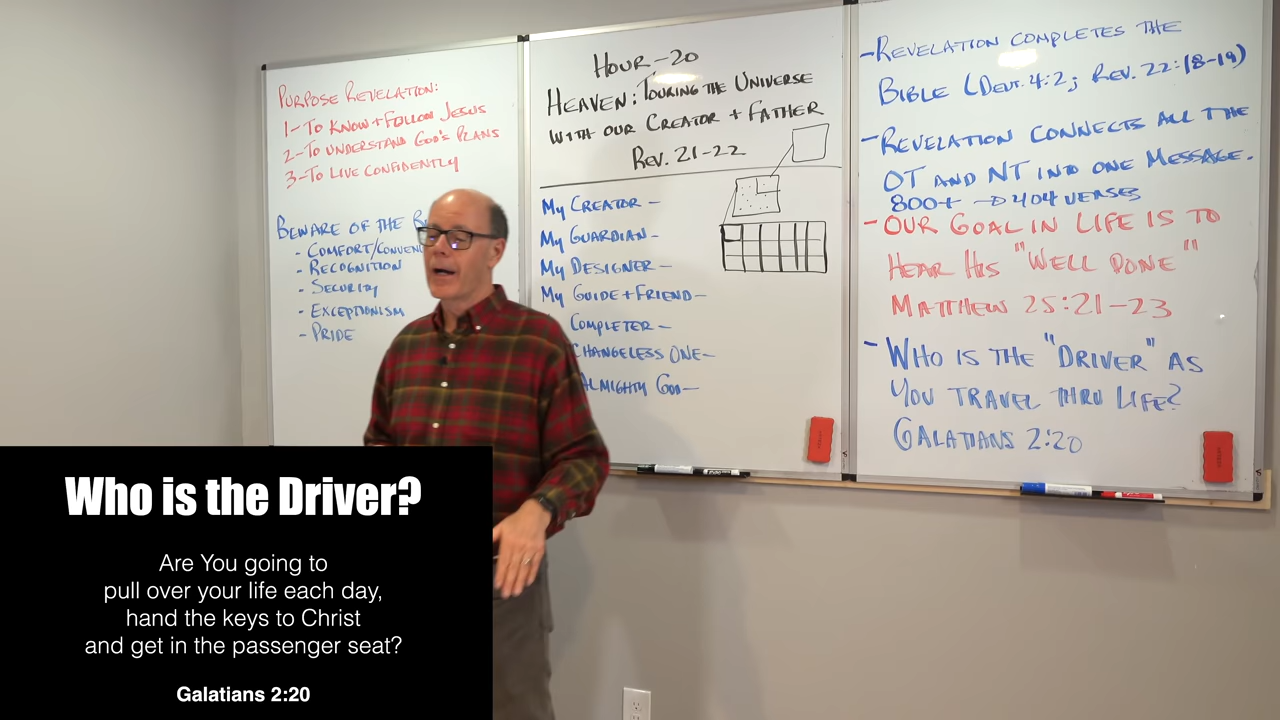 PURPOSE REVELATION:
1-TO KNOW+FOLLOW JESUS
2-TO UNDERSTAND GOD'S PLANS
3-TO LIVE CONFIDENTLY
BEWARE OF THE
- COMFORT/CONVEN
- RECOGNITION
- SECURITY
- EXCEPTIONISM
- PRIDE
HOUR-20
HEAVEN: TOURING THE UNIVERSE
WITH OUR CREATOR + FATHER
REV. 21-22
MY CREATOR-
MY GUARDIAN-
MY DESIGNER-
MY GUIDE+FRIEND-
COMPLETER-
CHANGELESS ONE-
ALMIGHTY GOD-
-REVELATION COMPLETES THE
BIBLE (DEUT. 4:2; REV. 22:18-19)
-REVELATION CONNECTS ALL THE
OT AND NT INTO ONE MESSAGE.
800+ → 404 VERSES
-OUR GOAL IN LIFE IS TO
HEAR HIS "WELL DONE"
MATTHEW 25:21-23
-WHO IS THE "DRIVER" AS
YOU TRAVEL THRU LIFE?
GALATIANS 2:20
Who is the Driver?
Are You going to
pull over your life each day,
hand the keys to Christ
and get in the passenger seat?
Galatians 2:20